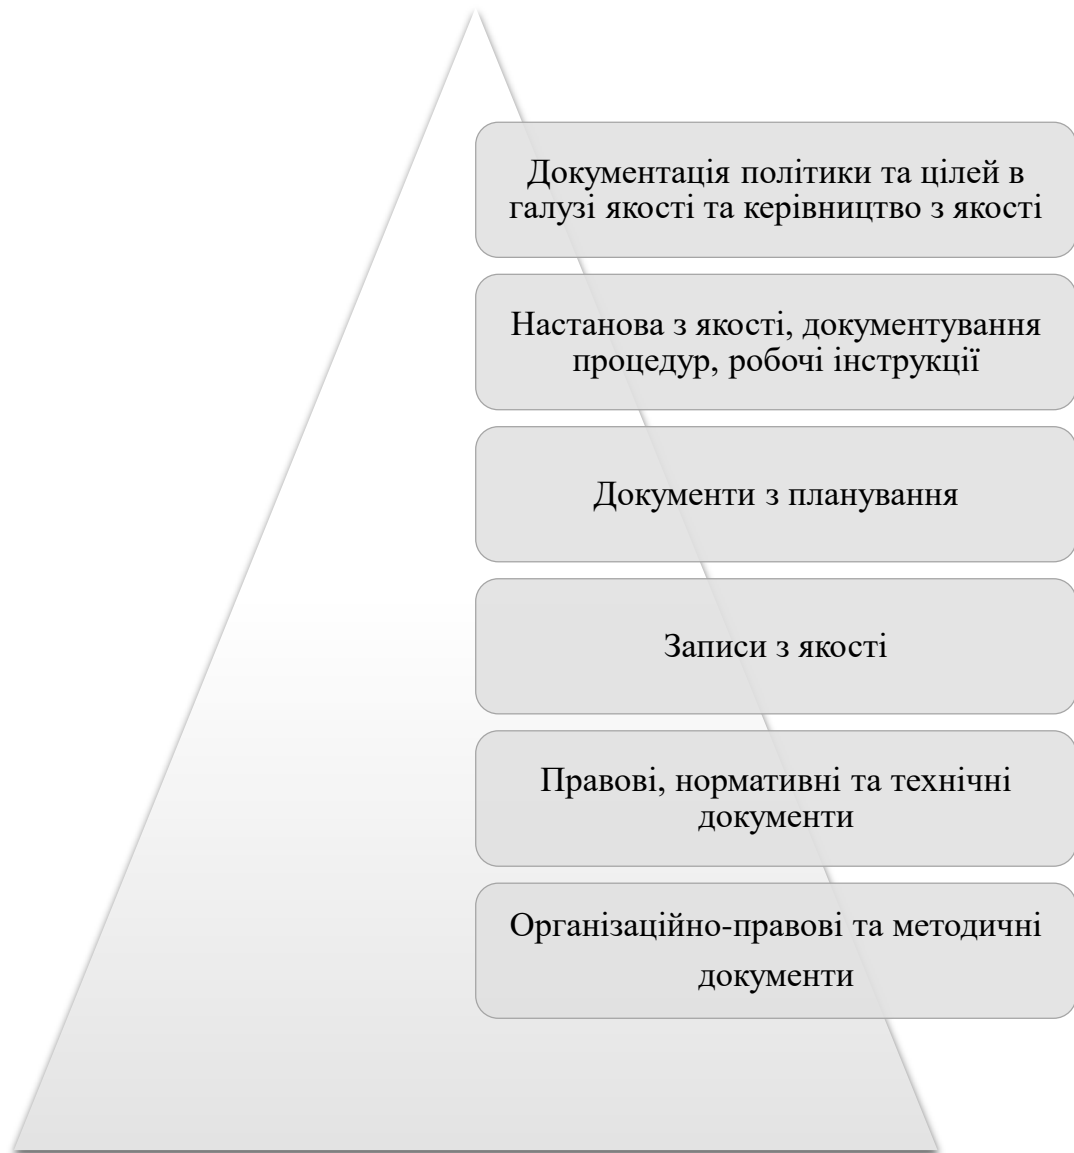 Документація політики та цілей в
галузі якості та керівництво з якості
Настанова з якості, документування
процедур, робочі інструкції
Документи з планування
Записи з якості
Правові, нормативні та технічні
документи
Організаційно-правові та методичні
документи